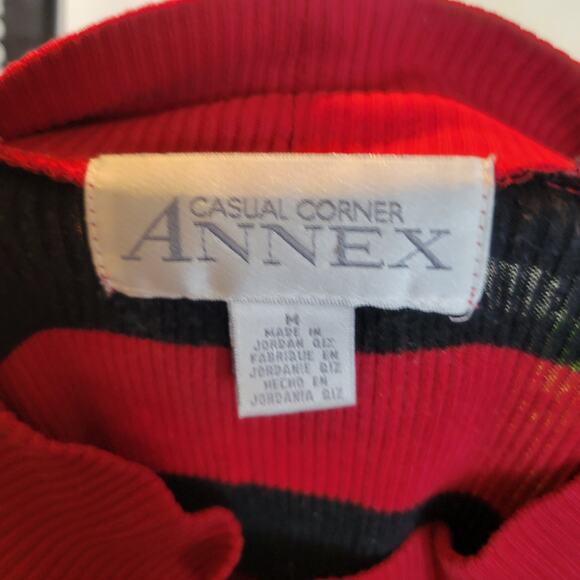 CASUAL CORNER
ANNEX
M
MADE IN
JORDAN QIZ
FABRIQUE EN
JORDANIE QIZ
HECHO EN
JORDANIA QIZ